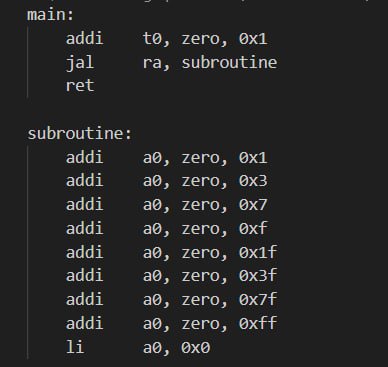 main:
addi t0, zero, 0x1
jal ra, subroutine
ret
subroutine:
addi a0, zero, 0x1
addi a0, zero, 0x3
addi a0, zero, 0x7
addi a0, zero, 0xf
addi a0, zero, 0x1f
addi a0, zero, 0x3f
addi a0, zero, 0x7f
addi a0, zero, 0xff
li a0, 0x0